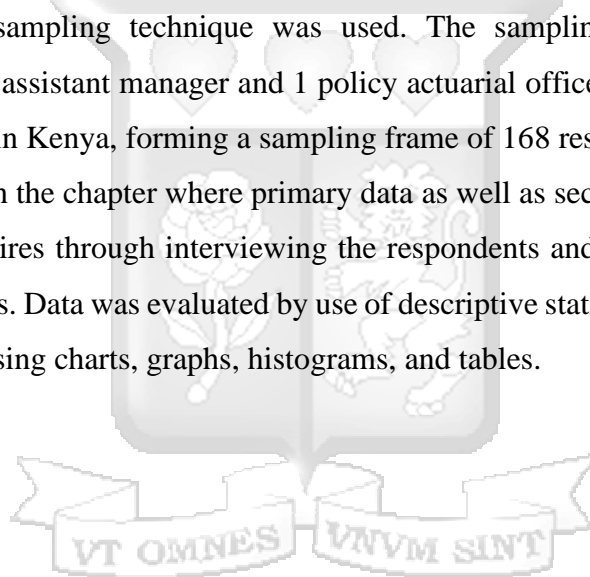 sampling technique was used. The samplin
assistant manager and 1 policy actuarial office
in Kenya, forming a sampling frame of 168 res
the chapter where primary data as well as sec
ires through interviewing the respondents and
s. Data was evaluated by use of descriptive stat
sing charts, graphs, histograms, and tables.
VT OMNES VNVM SINT